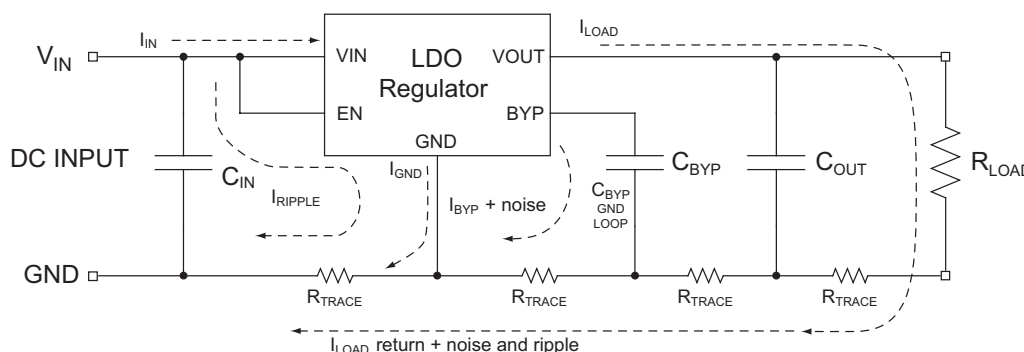 I_IN
I_LOAD
V_IN
VIN
LDO
Regulator
VOUT
EN
BYP
GND
DC INPUT
C_IN
I_RIPPLE
I_GND
I_BYP + noise
C_BYP
GND
LOOP
C_BYP
C_OUT
R_LOAD
GND
R_TRACE
R_TRACE
R_TRACE
R_TRACE
I_LOAD return + noise and ripple